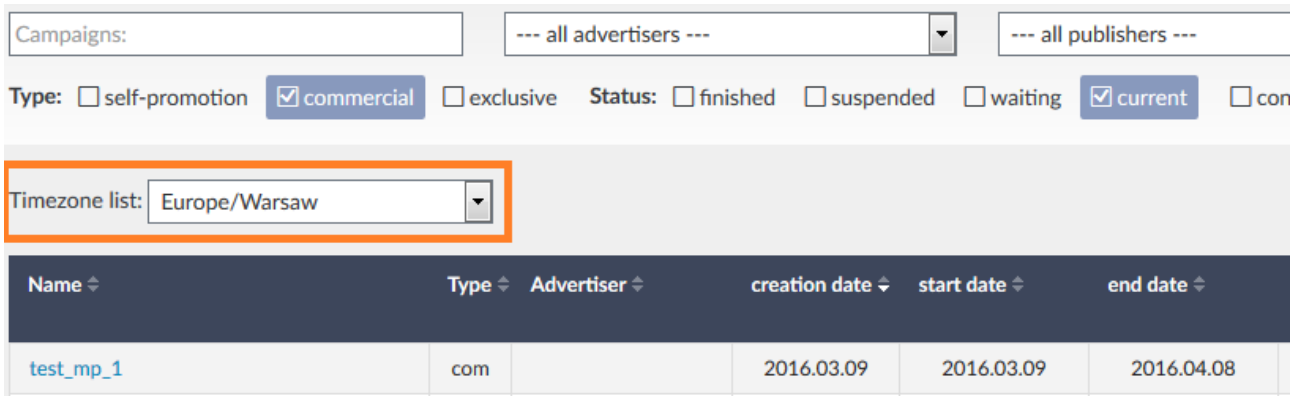 Campaigns: --- all advertisers --- --- all publishers ---
Type: self-promotion commercial exclusive Status: finished suspended waiting current con
Timezone list: Europe/Warsaw
Name Type Advertiser creation date start date end date
test_mp_1 com 2016.03.09 2016.03.09 2016.04.08